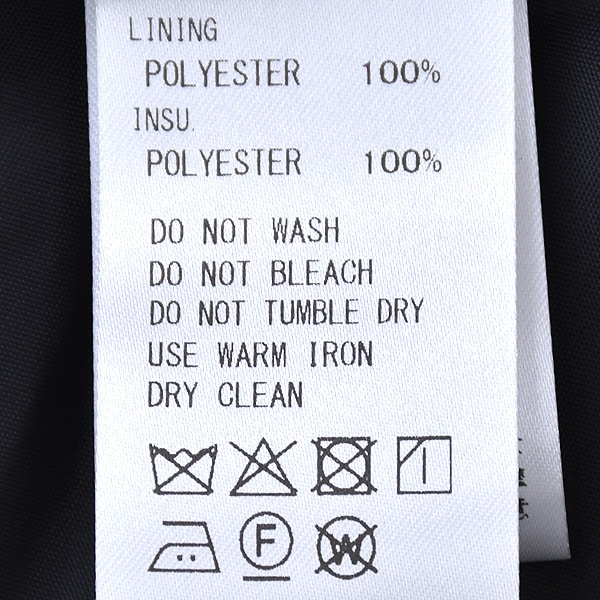 LINING
POLYESTER 100%
INSU.
POLYESTER 100%
DO NOT WASH
DO NOT BLEACH
DO NOT TUMBLE DRY
USE WARM IRON
DRY CLEAN
F W